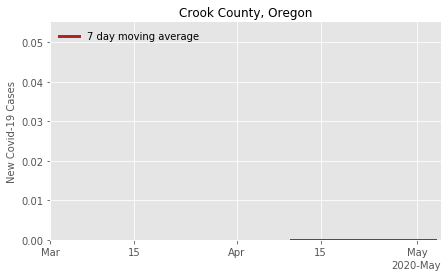 Crook County, Oregon
7 day moving average
New Covid-19 Cases
0.05
0.04
0.03
0.02
0.01
0.00
Mar 15 Apr 15 May
2020-May